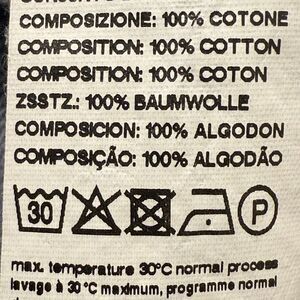 COMPOSIZIONE: 100% COTONE
COMPOSITION: 100% COTTON
COMPOSITION: 100% COTON
ZSSTZ.: 100% BAUMWOLLE
COMPOSICION: 100% ALGODON
COMPOSIÇÃO: 100% ALGODÃO
30 P
max. temperature 30°C normal process
lavage à 30 °C maximum, programme normal